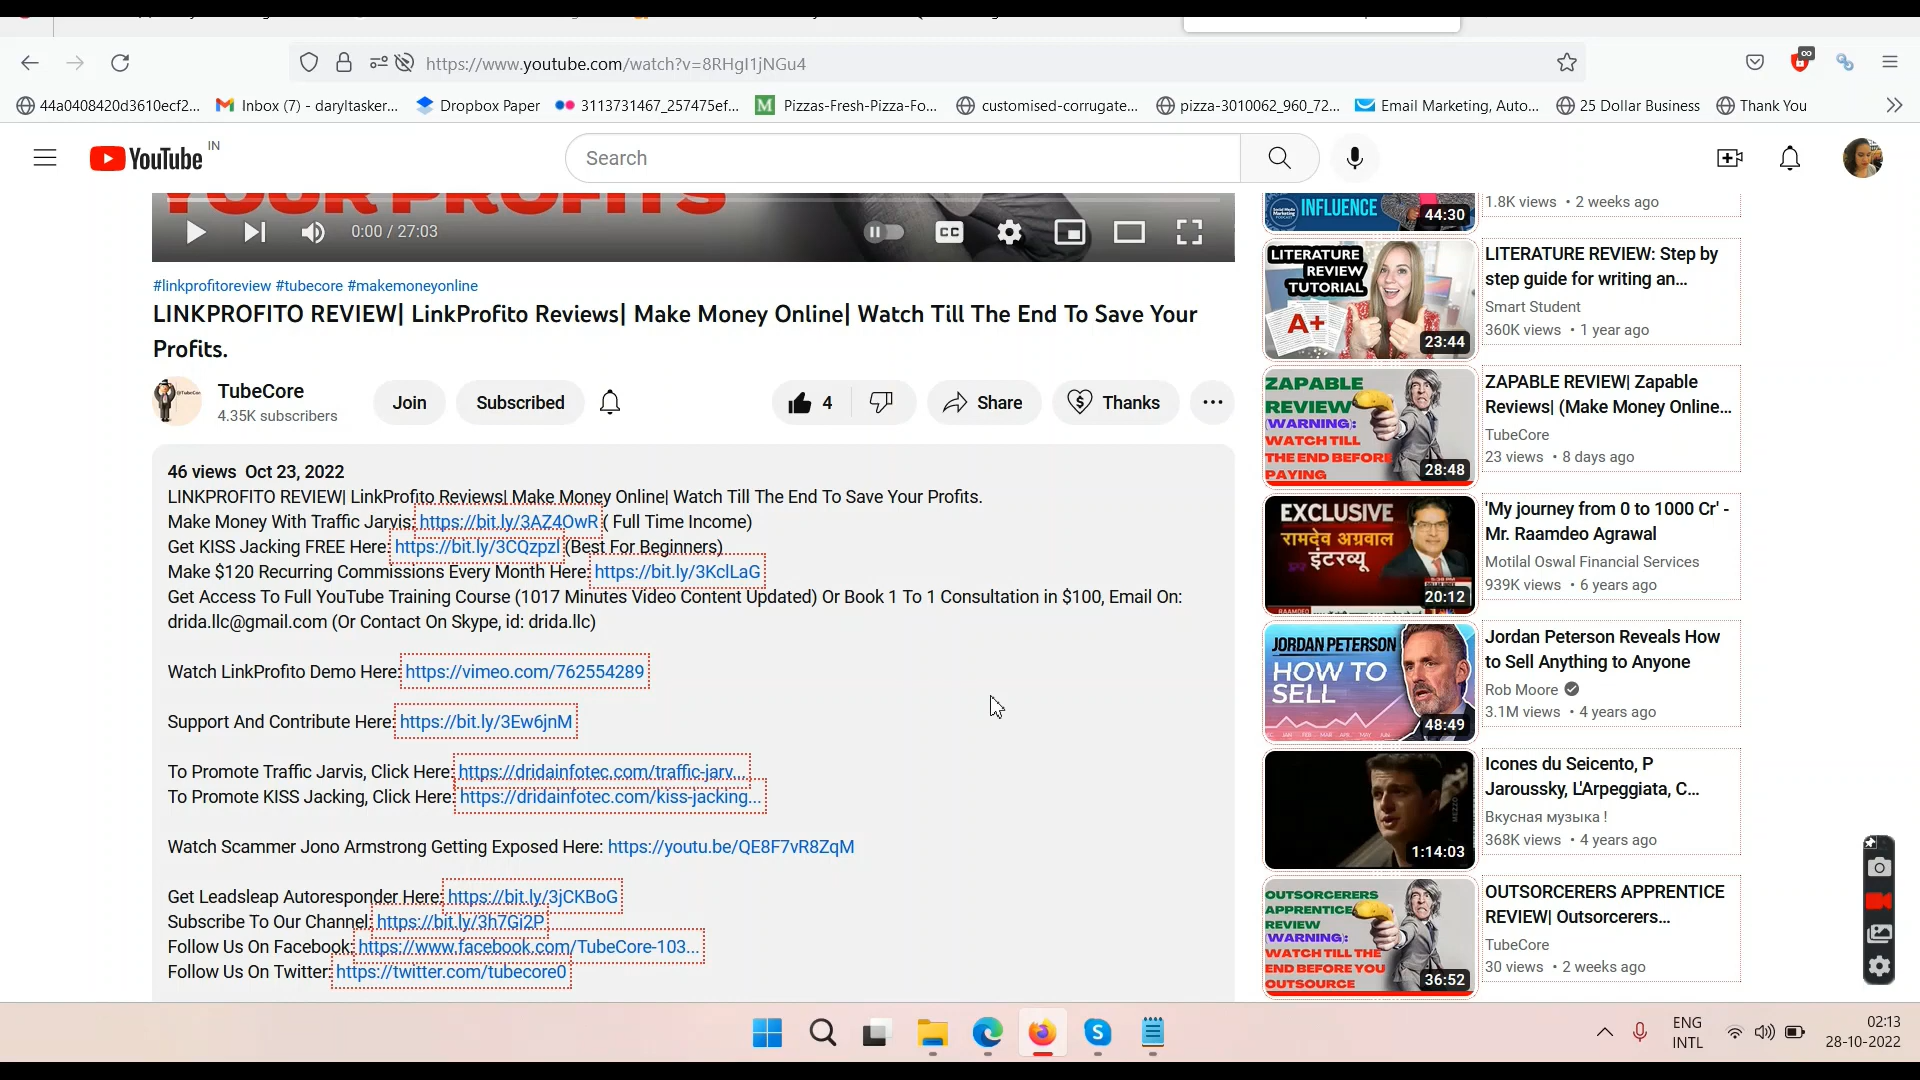 https://www.youtube.com/watch?v=8RHgI1jNGu4
44a0408420d3610ecf2...
Inbox (7) - daryltasker...
Dropbox Paper
3113731467_257475ef...
Pizzas-Fresh-Pizza-Fo...
customised-corrugate...
pizza-3010062_960_72...
Email Marketing, Auto...
25 Dollar Business
Thank You
YouTube IN
Search
YOUR PROFITS
0:00 / 27:03
CC
#linkprofitoreview #tubecore #makemoneyonline
LINKPROFITO REVIEW| LinkProfito Reviews| Make Money Online| Watch Till The End To Save Your
Profits.
TubeCore
4.35K subscribers
Join
Subscribed
4
Share
Thanks
46 views Oct 23, 2022
LINKPROFITO REVIEW| LinkProfito Reviews| Make Money Online| Watch Till The End To Save Your Profits.
Make Money With Traffic Jarvis: https://bit.ly/3AZ4OwR ( Full Time Income)
Get KISS Jacking FREE Here: https://bit.ly/3CQzpzl (Best For Beginners)
Make $120 Recurring Commissions Every Month Here: https://bit.ly/3KclLaG
Get Access To Full YouTube Training Course (1017 Minutes Video Content Updated) Or Book 1 To 1 Consultation in $100, Email On:
drida.llc@gmail.com (Or Contact On Skype, id: drida.llc)
Watch LinkProfito Demo Here: https://vimeo.com/762554289
Support And Contribute Here: https://bit.ly/3Ew6jnM
To Promote Traffic Jarvis, Click Here: https://dridainfotec.com/traffic-jarv...
To Promote KISS Jacking, Click Here: https://dridainfotec.com/kiss-jacking...
Watch Scammer Jono Armstrong Getting Exposed Here: https://youtu.be/QE8F7vR8ZqM
Get Leadsleap Autoresponder Here: https://bit.ly/3jCKBoG
Subscribe To Our Channel: https://bit.ly/3h7Gi2P
Follow Us On Facebook: https://www.facebook.com/TubeCore-103...
Follow Us On Twitter: https://twitter.com/tubecore0
INFLUENCE
44:30
1.8K views • 2 weeks ago
LITERATURE
REVIEW
TUTORIAL
A+
23:44
LITERATURE REVIEW: Step by
step guide for writing an...
Smart Student
360K views • 1 year ago
ZAPABLE
REVIEW
(WARNING):
WATCH TILL
THE END BEFORE
PAYING
28:48
ZAPABLE REVIEW| Zapable
Reviews| (Make Money Online...
TubeCore
23 views • 8 days ago
EXCLUSIVE
रामदेव अग्रवाल
इंटरव्यू
RAAMDEO
20:12
'My journey from 0 to 1000 Cr' -
Mr. Raamdeo Agrawal
Motilal Oswal Financial Services
939K views • 6 years ago
JORDAN PETERSON
HOW TO
SELL
48:49
Jordan Peterson Reveals How
to Sell Anything to Anyone
Rob Moore
3.1M views • 4 years ago
MEZZO
1:14:03
Icones du Seicento, P
Jaroussky, L'Arpeggiata, C...
Вкусная музыка !
368K views • 4 years ago
OUTSORCERERS
APPRENTICE
REVIEW
(WARNING):
WATCH TILL THE
END BEFORE YOU
OUTSOURCE
36:52
OUTSORCERERS APPRENTICE
REVIEW| Outsorcerers...
TubeCore
30 views • 2 weeks ago
ENG
INTL
02:13
28-10-2022